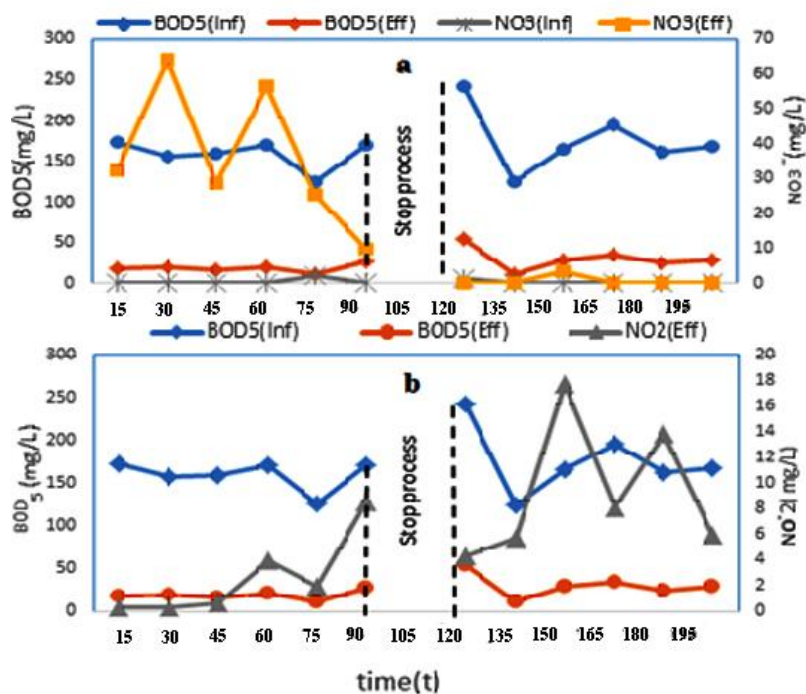 BOD5(Inf) BOD5(Eff) NO3(Inf) NO3(Eff)
300 250 200 150 100 50 0
BOD5(mg/L)
a
Stop process
70 60 50 40 30 20 10 0
NO3⁻(mg/L)
15 30 45 60 75 90 105 120 135 150 165 180 195
BOD5(Inf) BOD5(Eff) NO2(Eff)
300 250 200 150 100 50 0
BOD5 (mg/L)
b
Stop process
20 18 16 14 12 10 8 6 4 2 0
NO⁻2( mg/L)
15 30 45 60 75 90 105 120 150 165 180 195
time(t)